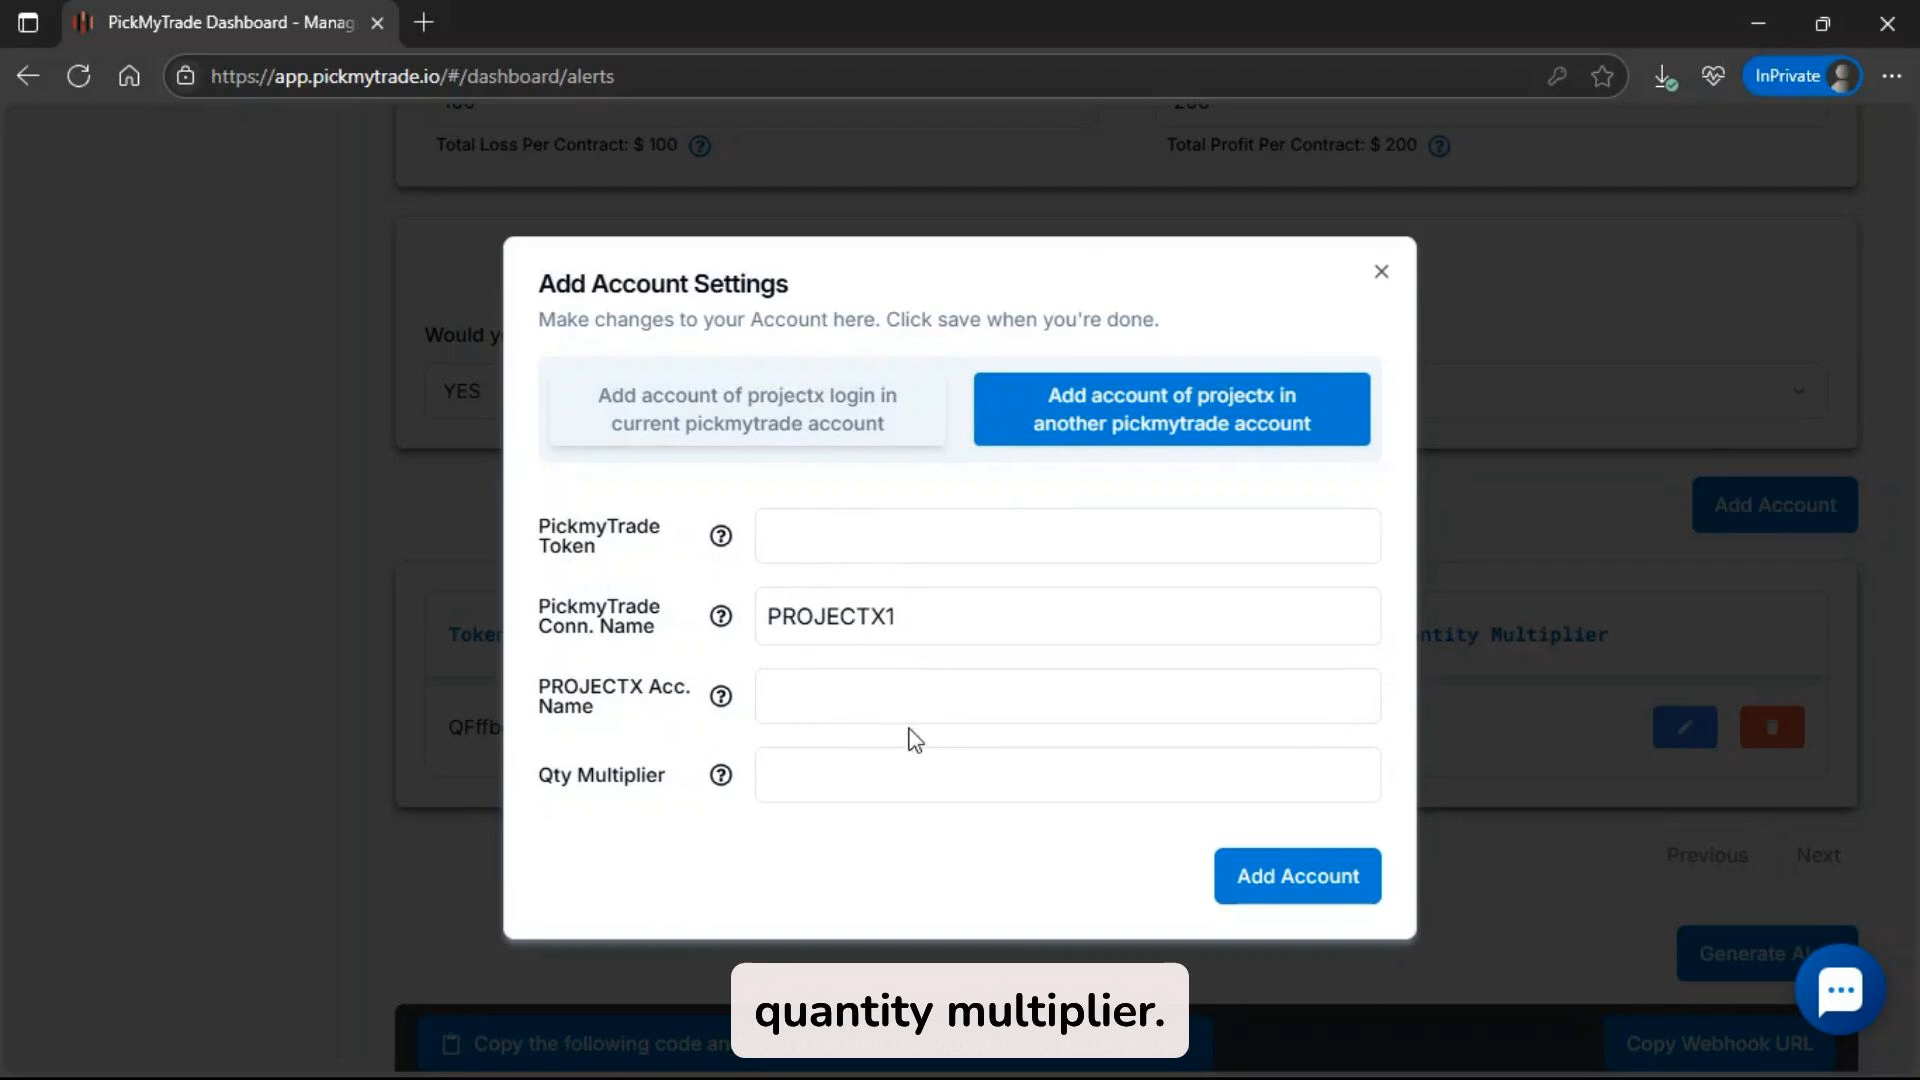 PickMyTrade Dashboard - Manag
https://app.pickmytrade.io/#/dashboard/alerts
InPrivate
Total Loss Per Contract: $ 100
Total Profit Per Contract: $ 200
Add Account Settings
Make changes to your Account here. Click save when you're done.
Would y
YES
Add account of projectx login in
current pickmytrade account
Add account of projectx in
another pickmytrade account
Add Account
PickmyTrade
Token
PickmyTrade
Conn. Name
PROJECTX1
Token
ntity Multiplier
PROJECTX Acc.
Name
QFffb
Qty Multiplier
Add Account
Previous
Next
Generate Al
quantity multiplier.
Copy the following code an
Copy Webhook URL